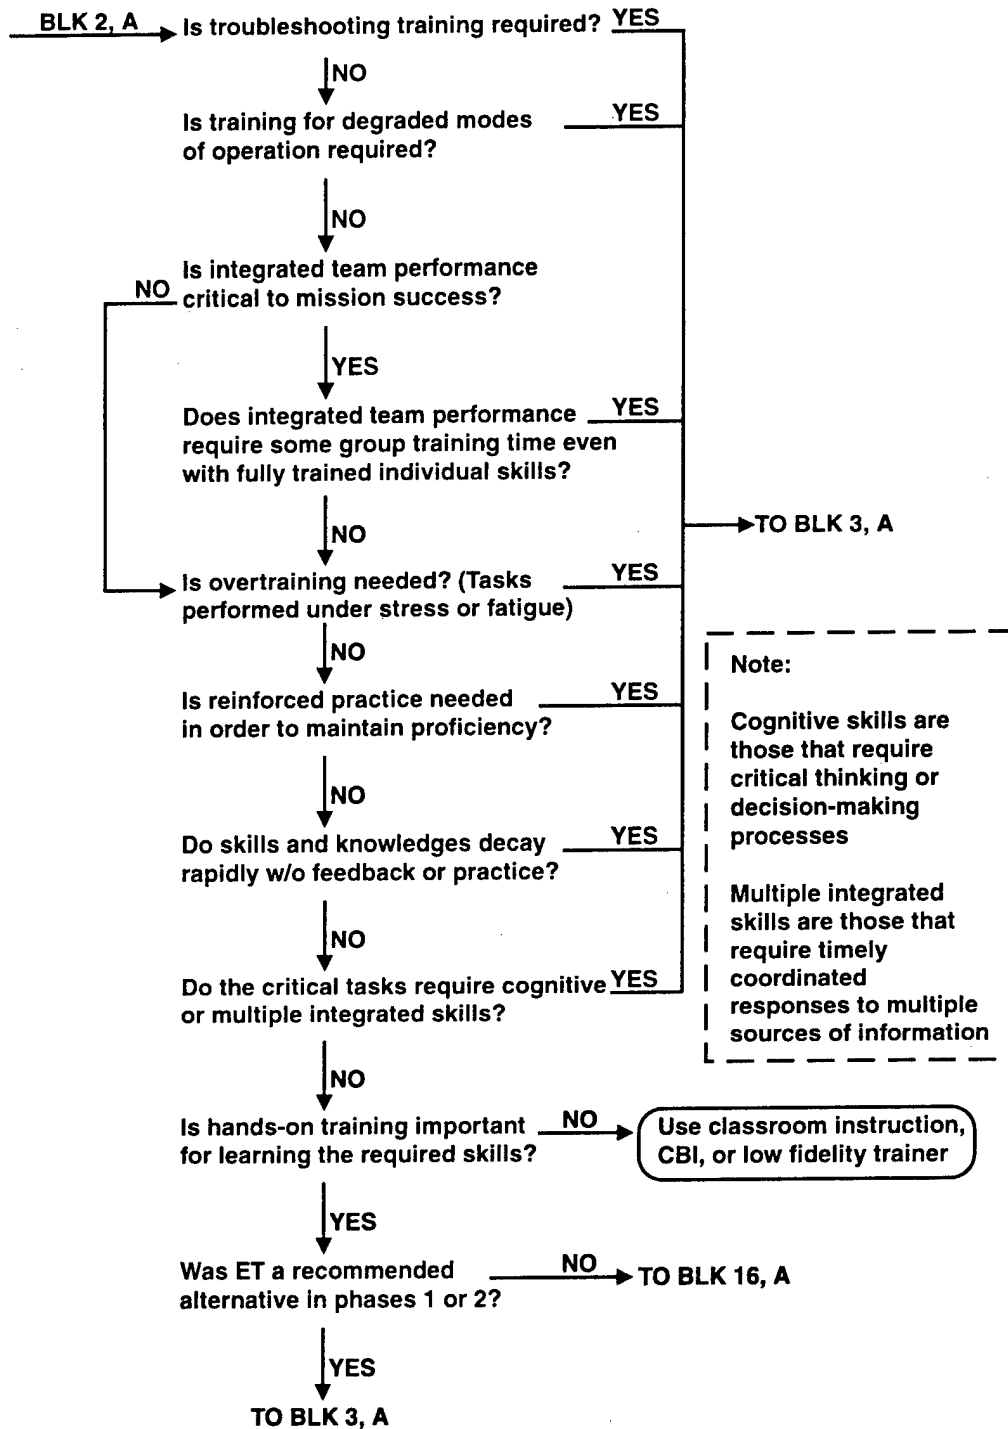 BLK 2, A
Is troubleshooting training required?
YES
NO
Is training for degraded modes
of operation required?
YES
NO
Is integrated team performance
critical to mission success?
NO
YES
Does integrated team performance
require some group training time even
with fully trained individual skills?
YES
TO BLK 3, A
NO
Is overtraining needed? (Tasks
performed under stress or fatigue)
YES
NO
Is reinforced practice needed
in order to maintain proficiency?
YES
NO
Do skills and knowledges decay
rapidly w/o feedback or practice?
YES
NO
Do the critical tasks require cognitive
or multiple integrated skills?
YES
Note:
Cognitive skills are
those that require
critical thinking or
decision-making
processes
Multiple integrated
skills are those that
require timely
coordinated
responses to multiple
sources of information
NO
Is hands-on training important
for learning the required skills?
NO
Use classroom instruction,
CBI, or low fidelity trainer
YES
Was ET a recommended
alternative in phases 1 or 2?
NO
TO BLK 16, A
YES
TO BLK 3, A